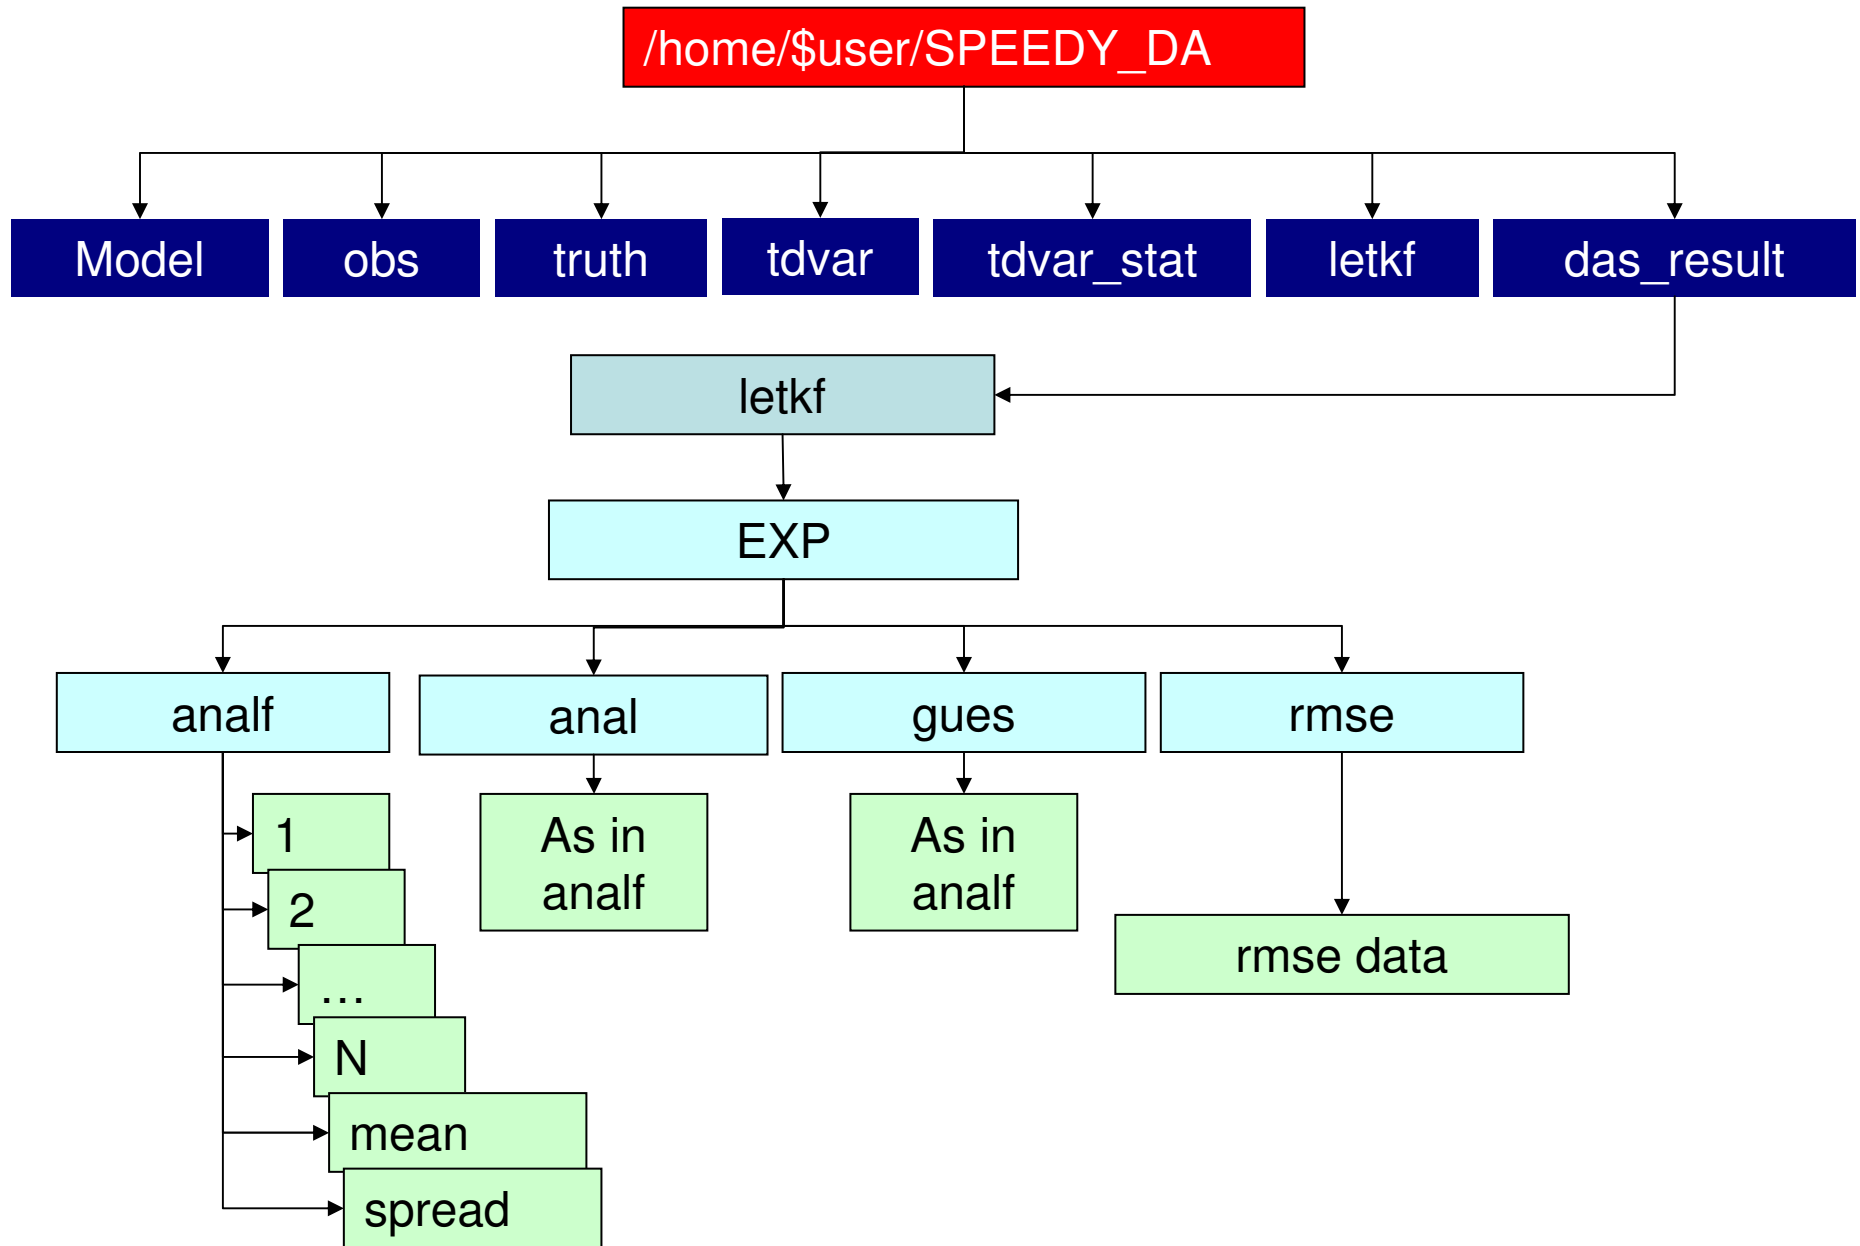 /home/$user/SPEEDY_DA
Model
obs
truth
tdvar
tdvar_stat
letkf
das_result
letkf
EXP
analf
anal
gues
rmse
1
2
...
N
mean
spread
As in
analf
As in
analf
rmse data